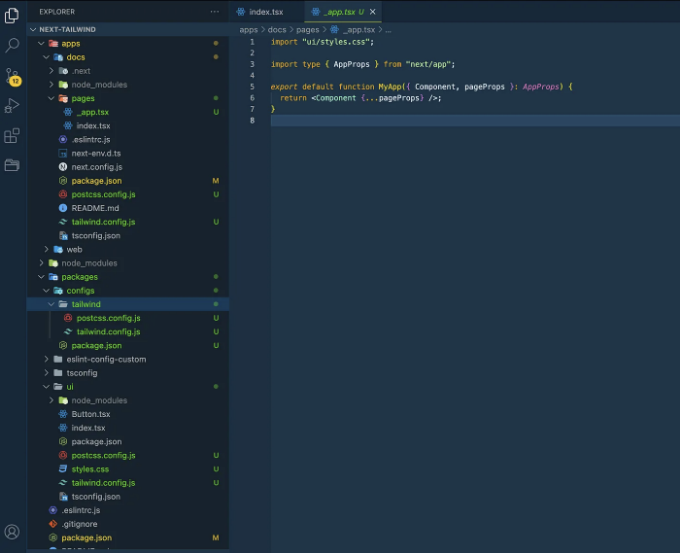 EXPLORER
...
index.tsx
_app.tsx U
NEXT-TAILWIND
apps > docs > pages > _app.tsx > ...
apps
docs
.next
node_modules
pages
_app.tsx U
index.tsx
.eslintrc.js
next-env.d.ts
next.config.js
package.json M
postcss.config.js U
README.md
tailwind.config.js U
tsconfig.json
web
node_modules
packages
configs
tailwind
postcss.config.js U
tailwind.config.js U
package.json U
eslint-config-custom
tsconfig
ui
node_modules
Button.tsx
index.tsx
package.json
postcss.config.js U
styles.css U
tailwind.config.js U
tsconfig.json
.eslintrc.js
.gitignore
package.json M
12
1 import "ui/styles.css";
2
3 import type { AppProps } from "next/app";
4
5 export default function MyApp({ Component, pageProps }: AppProps) {
6 return <Component {...pageProps} />;
7 }
8